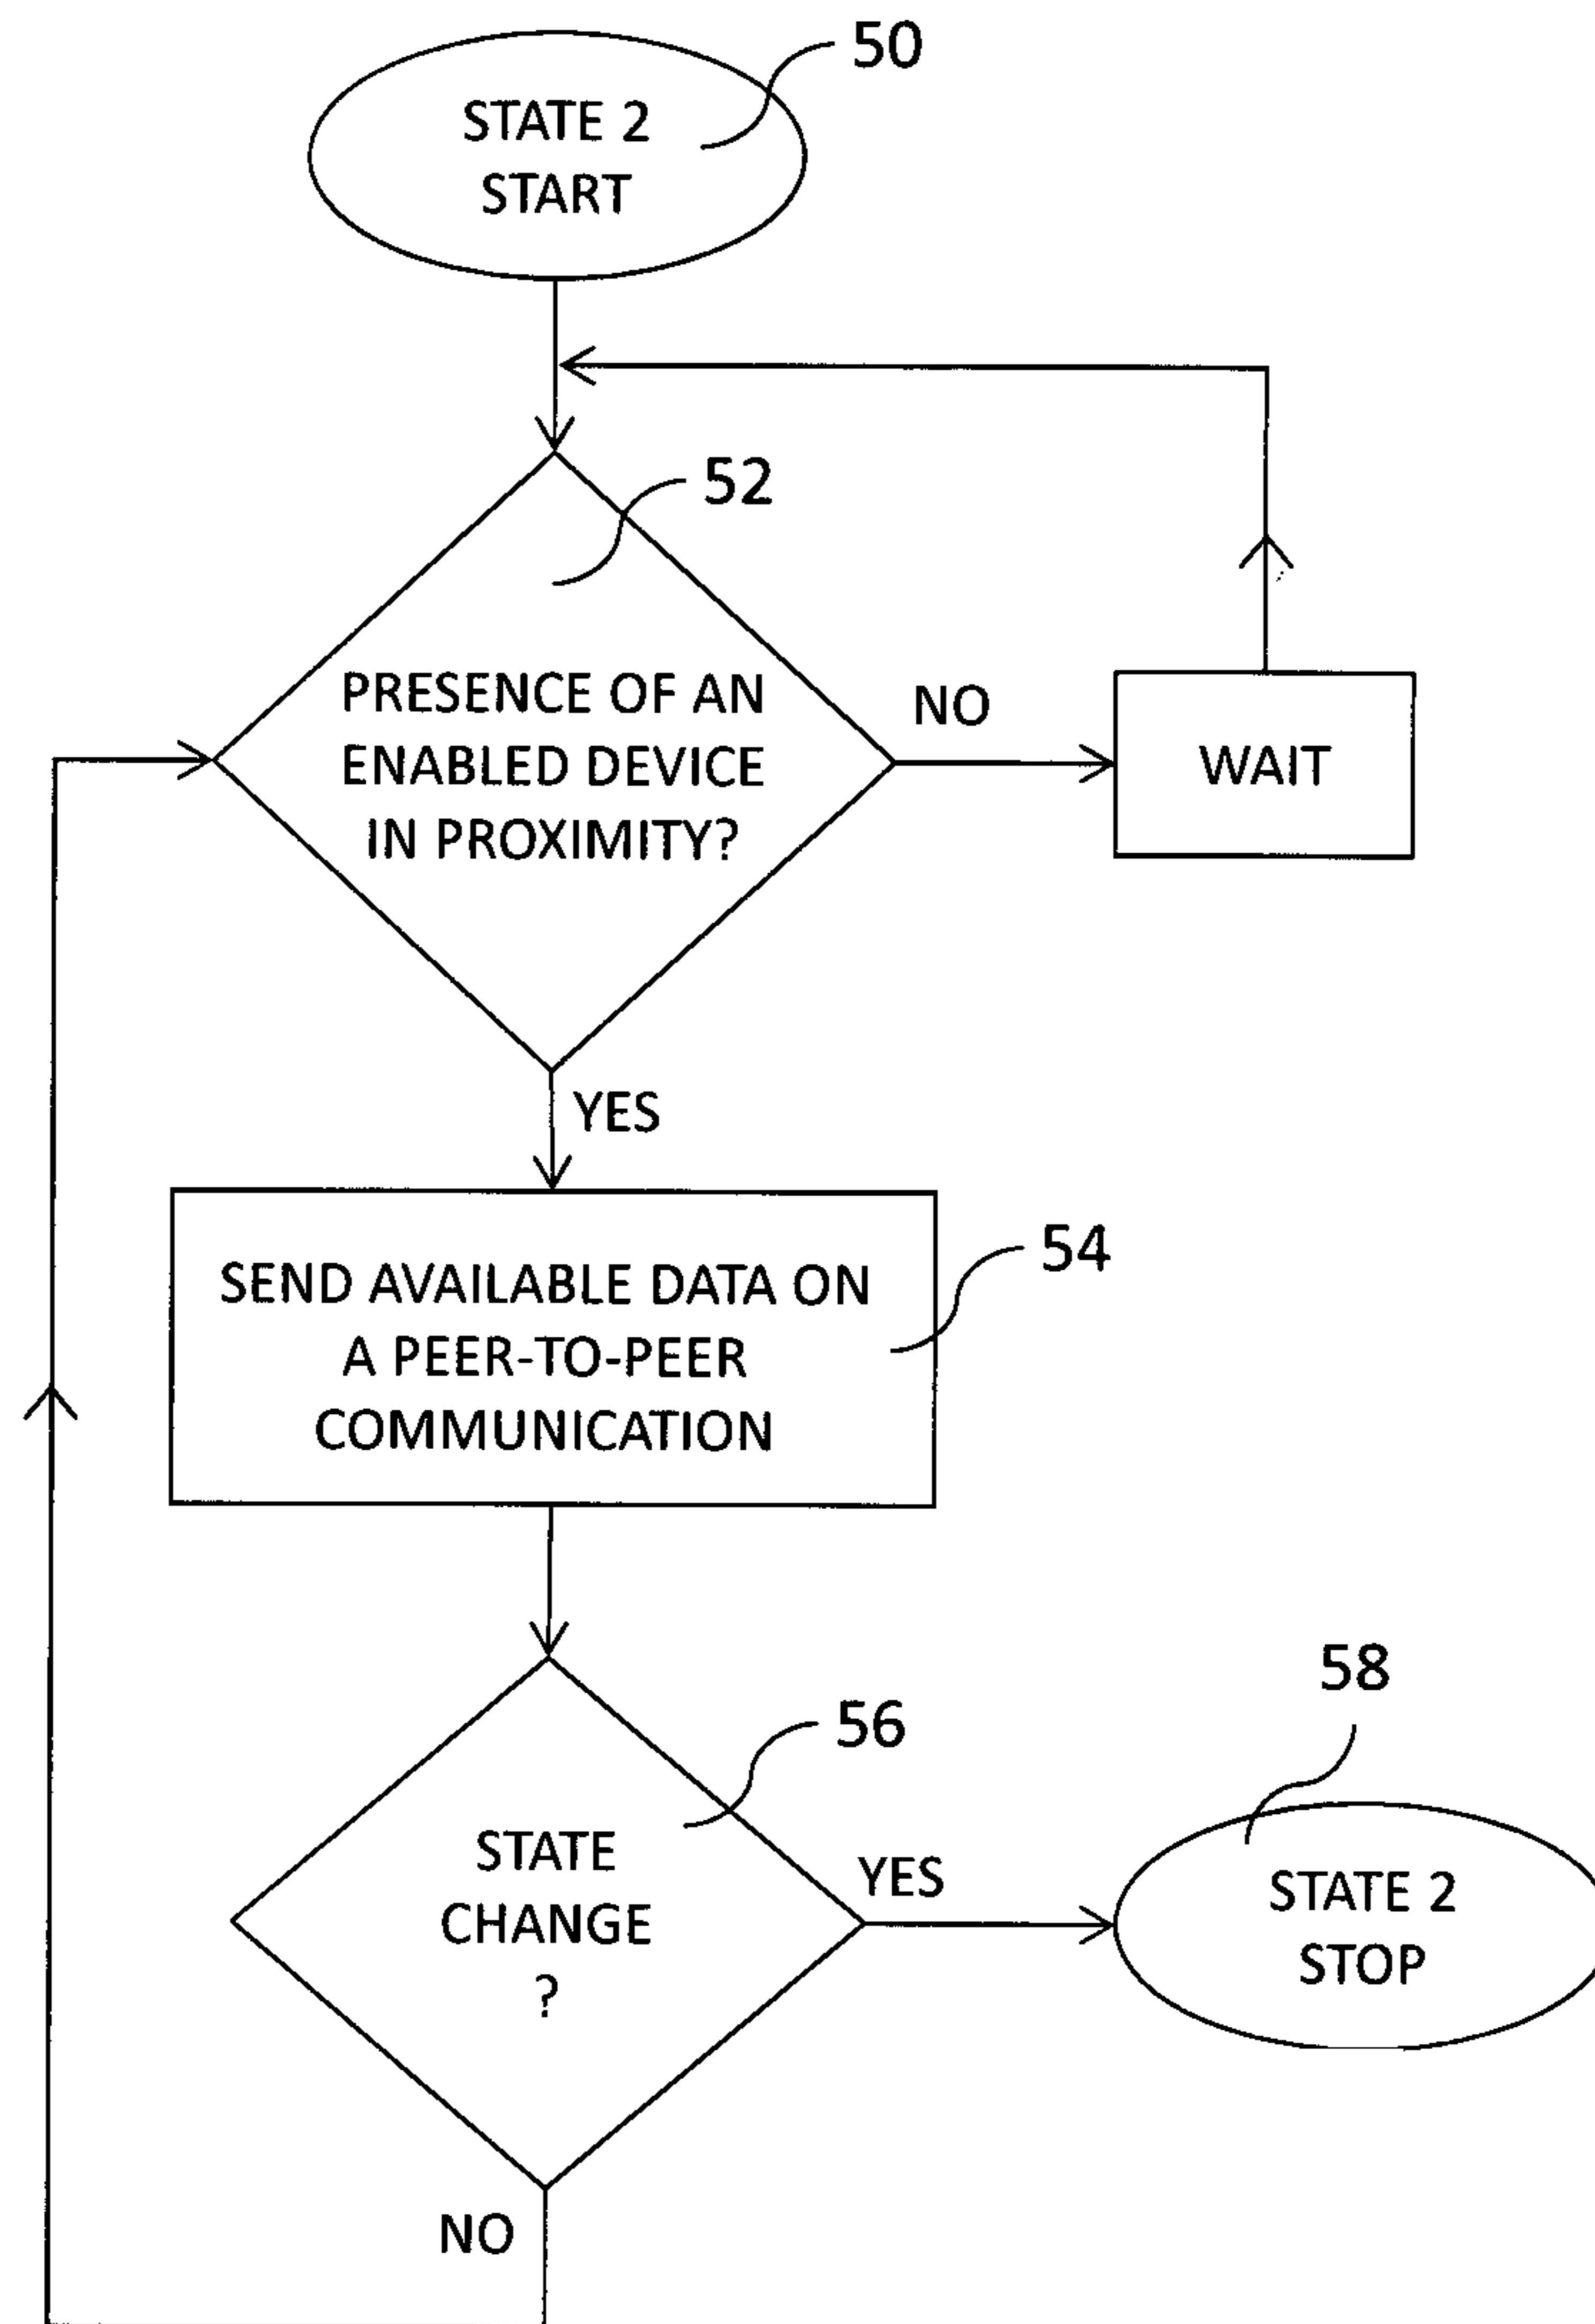 50
STATE 2
START
52
PRESENCE OF AN
ENABLED DEVICE
IN PROXIMITY?
NO
WAIT
YES
SEND AVAILABLE DATA ON
A PEER-TO-PEER
COMMUNICATION
54
STATE
CHANGE
?
56
YES
58
STATE 2
STOP
NO